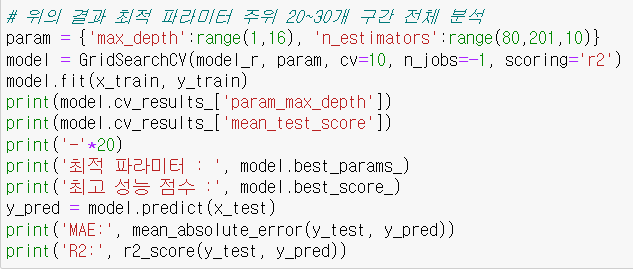 # 위의 결과 최적 파라미터 주위 20~30개 구간 전체 분석
param = {'max_depth':range(1,16), 'n_estimators':range(80,201,10)}
model = GridSearchCV(model_r, param, cv=10, n_jobs=-1, scoring='r2')
model.fit(x_train, y_train)
print(model.cv_results_['param_max_depth'])
print(model.cv_results_['mean_test_score'])
print('-'*20)
print('최적 파라미터 : ', model.best_params_)
print('최고 성능 점수 :', model.best_score_)
y_pred = model.predict(x_test)
print('MAE:', mean_absolute_error(y_test, y_pred))
print('R2:', r2_score(y_test, y_pred))